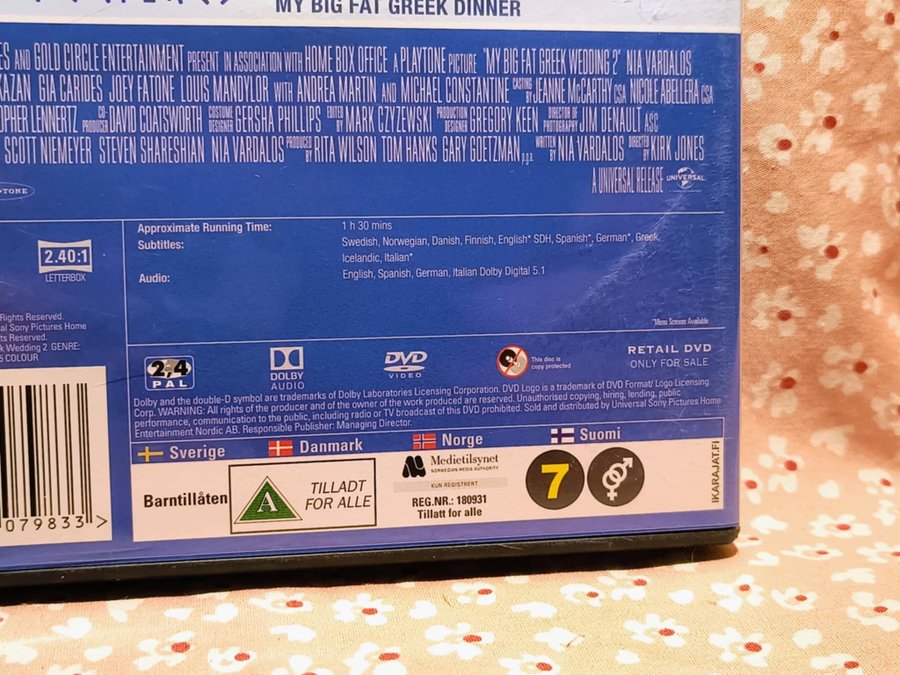 MY BIG FAT GREEK DINNER
ES AND GOLD CIRCLE ENTERTAINMENT PRESENT IN ASSOCIATION WITH HOME BOX OFFICE A PLAYTONE PICTURE "MY BIG FAT GREEK WEDDING 2" NIA VARDALOS
KAZAN GIA CARIDES JOEY FATONE LOUIS MANDYLOR WITH ANDREA MARTIN AND MICHAEL CONSTANTINE CASTING BY JEANNE McCARTHY CSA NICOLE ABELLERA CSA
OPHER LENNERTZ CO-PRODUCER DAVID COATSWORTH COSTUME DESIGNER GERSHA PHILLIPS EDITED BY MARK CZYZEWSKI PRODUCTION DESIGNER GREGORY KEEN DIRECTOR OF PHOTOGRAPHY JIM DENAULT ASC
SCOTT NIEMEYER STEVEN SHARESHIAN NIA VARDALOS PRODUCED BY RITA WILSON TOM HANKS GARY GOETZMAN p.g.a. WRITTEN BY NIA VARDALOS DIRECTED BY KIRK JONES
TONE
A UNIVERSAL RELEASE UNIVERSAL
Approximate Running Time: 1 h 30 mins
Subtitles: Swedish, Norwegian, Danish, Finnish, English* SDH, Spanish*, German*, Greek,
Icelandic, Italian*
Audio: English, Spanish, German, Italian Dolby Digital 5.1
*Menu Screens Available
2.40:1
LETTERBOX
Rights Reserved.
al Sony Pictures Home
ts Reserved.
k Wedding 2 GENRE:
5 COLOUR
2,4
PAL
DOLBY
AUDIO
DVD
VIDEO
This disc is
copy protected
RETAIL DVD
ONLY FOR SALE
Dolby and the double-D symbol are trademarks of Dolby Laboratories Licensing Corporation. DVD Logo is a trademark of DVD Format/ Logo Licensing
Corp. WARNING: All rights of the producer and of the owner of the work produced are reserved. Unauthorised copying, hiring, lending, public
performance, communication to the public, including radio or TV broadcast of this DVD prohibited. Sold and distributed by Universal Sony Pictures Home
Entertainment Nordic AB. Responsible Publisher: Managing Director.
Sverige
Danmark
Norge
Suomi
Barntillåten
A
TILLADT
FOR ALLE
Medietilsynet
NORWEGIAN MEDIA AUTHORITY
KUN REGISTRERT
REG.NR.: 180931
Tillatt for alle
7
IKARAJAT.FI
079833 >